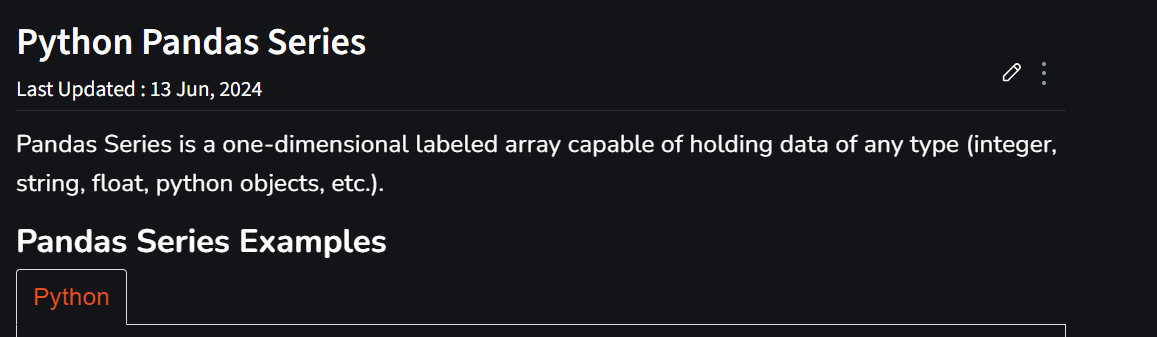 Python Pandas Series
Last Updated : 13 Jun, 2024
Pandas Series is a one-dimensional labeled array capable of holding data of any type (integer,
string, float, python objects, etc.).
Pandas Series Examples
Python